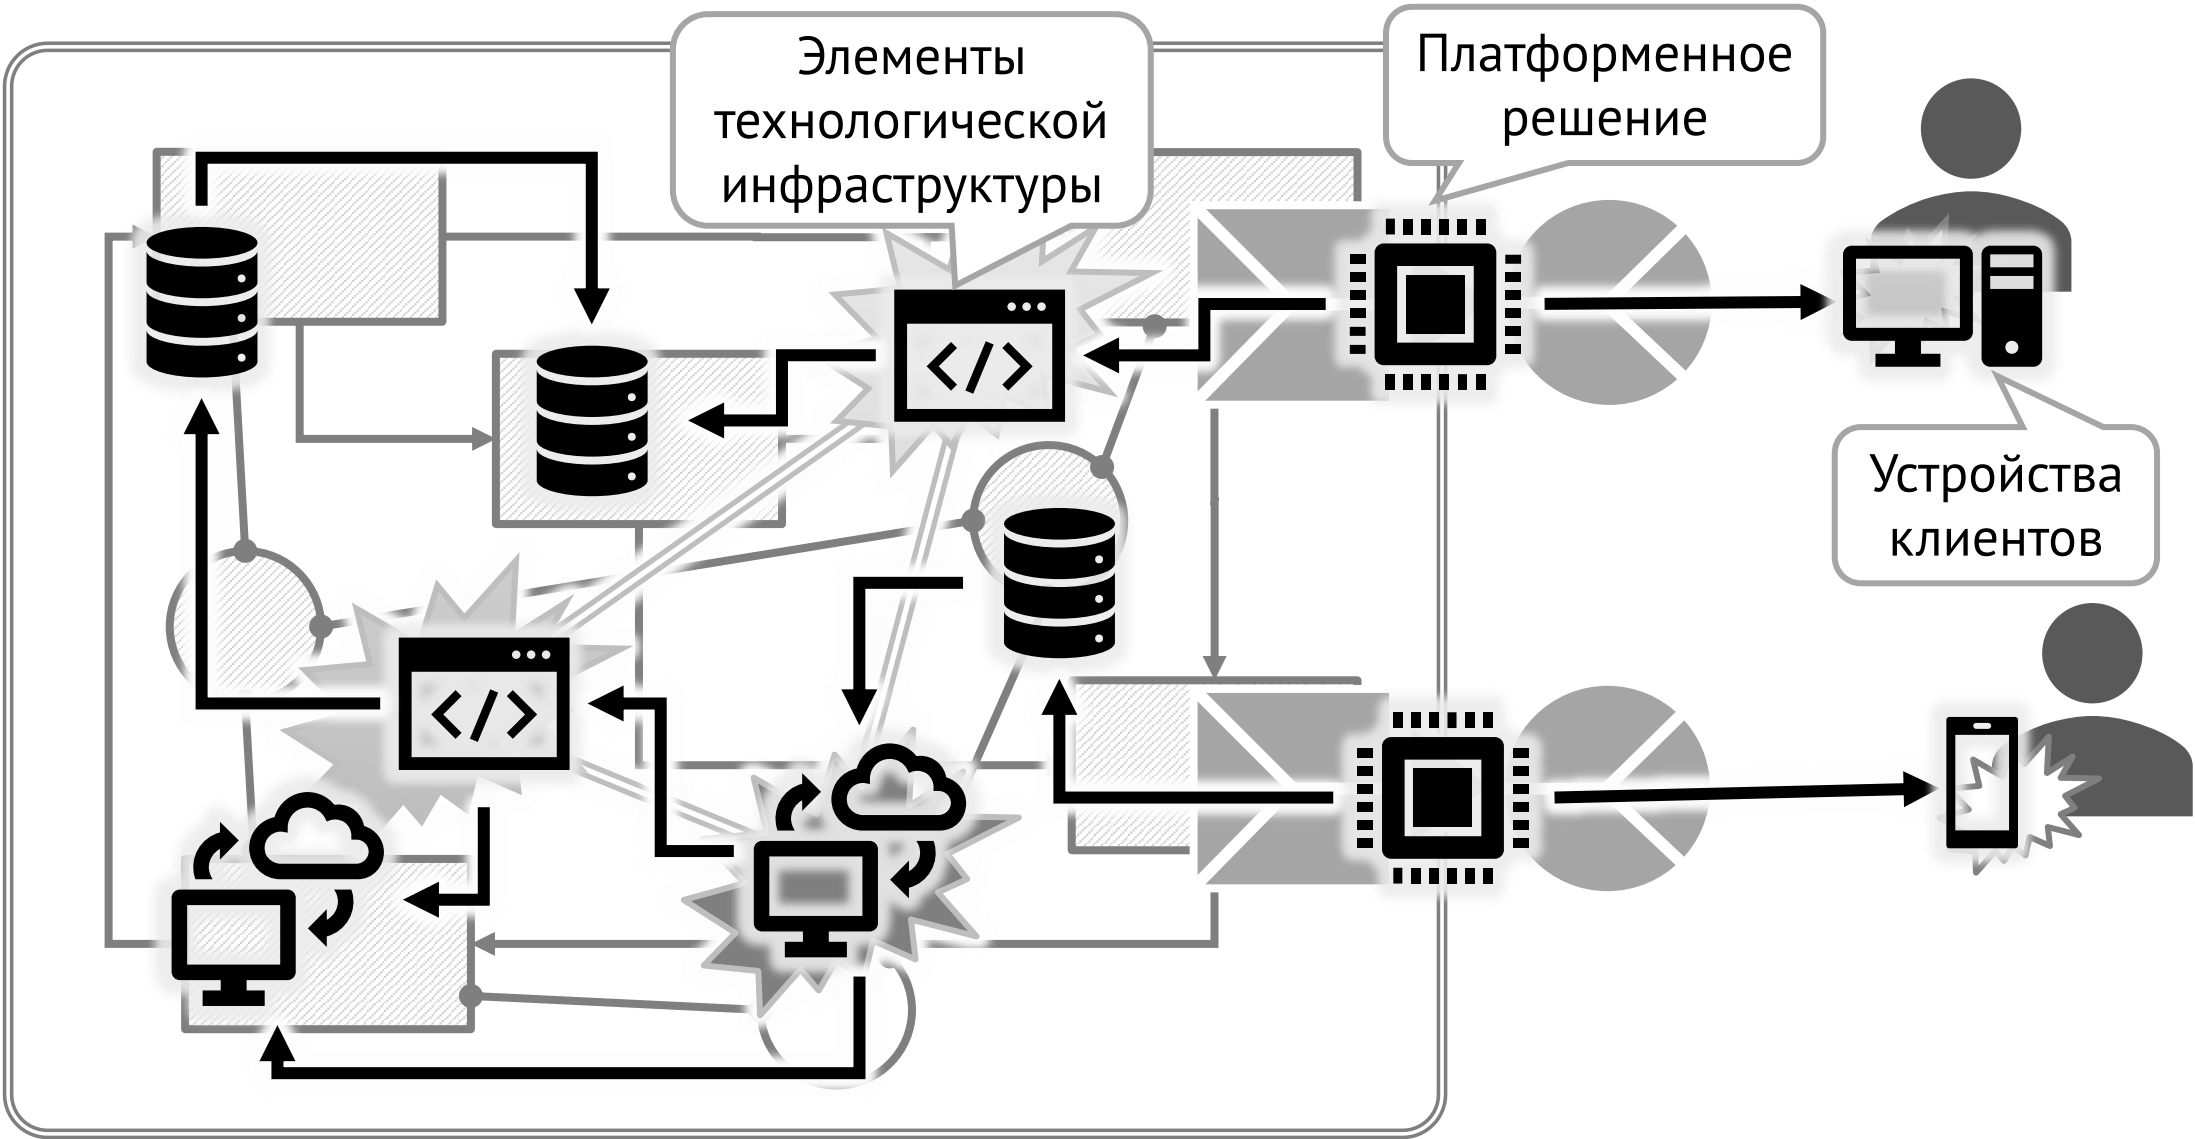 Элементы
технологической
инфраструктуры
Платформенное
решение
Устройства
клиентов